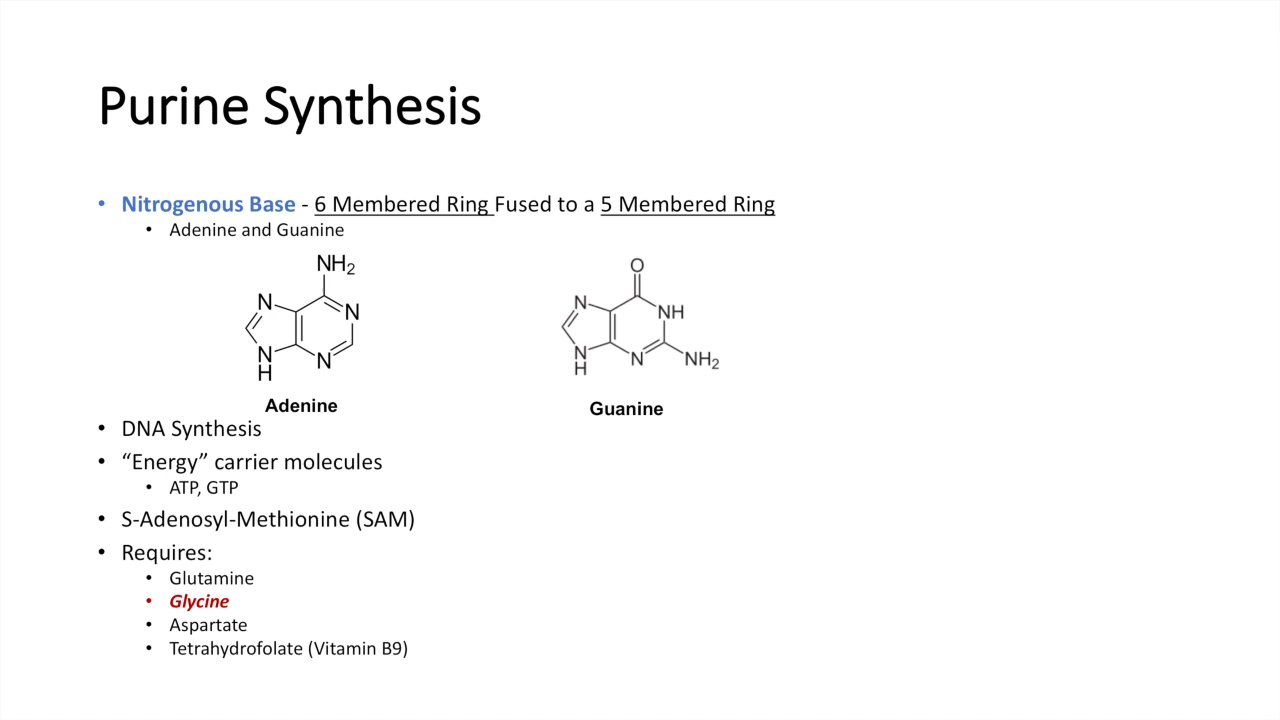 Purine Synthesis
• Nitrogenous Base - 6 Membered Ring Fused to a 5 Membered Ring
• Adenine and Guanine
NH2
N
N
N
N
H
Adenine
O
N
NH
N
H
N
NH2
Guanine
• DNA Synthesis
• “Energy” carrier molecules
• ATP, GTP
• S-Adenosyl-Methionine (SAM)
• Requires:
• Glutamine
• Glycine
• Aspartate
• Tetrahydrofolate (Vitamin B9)